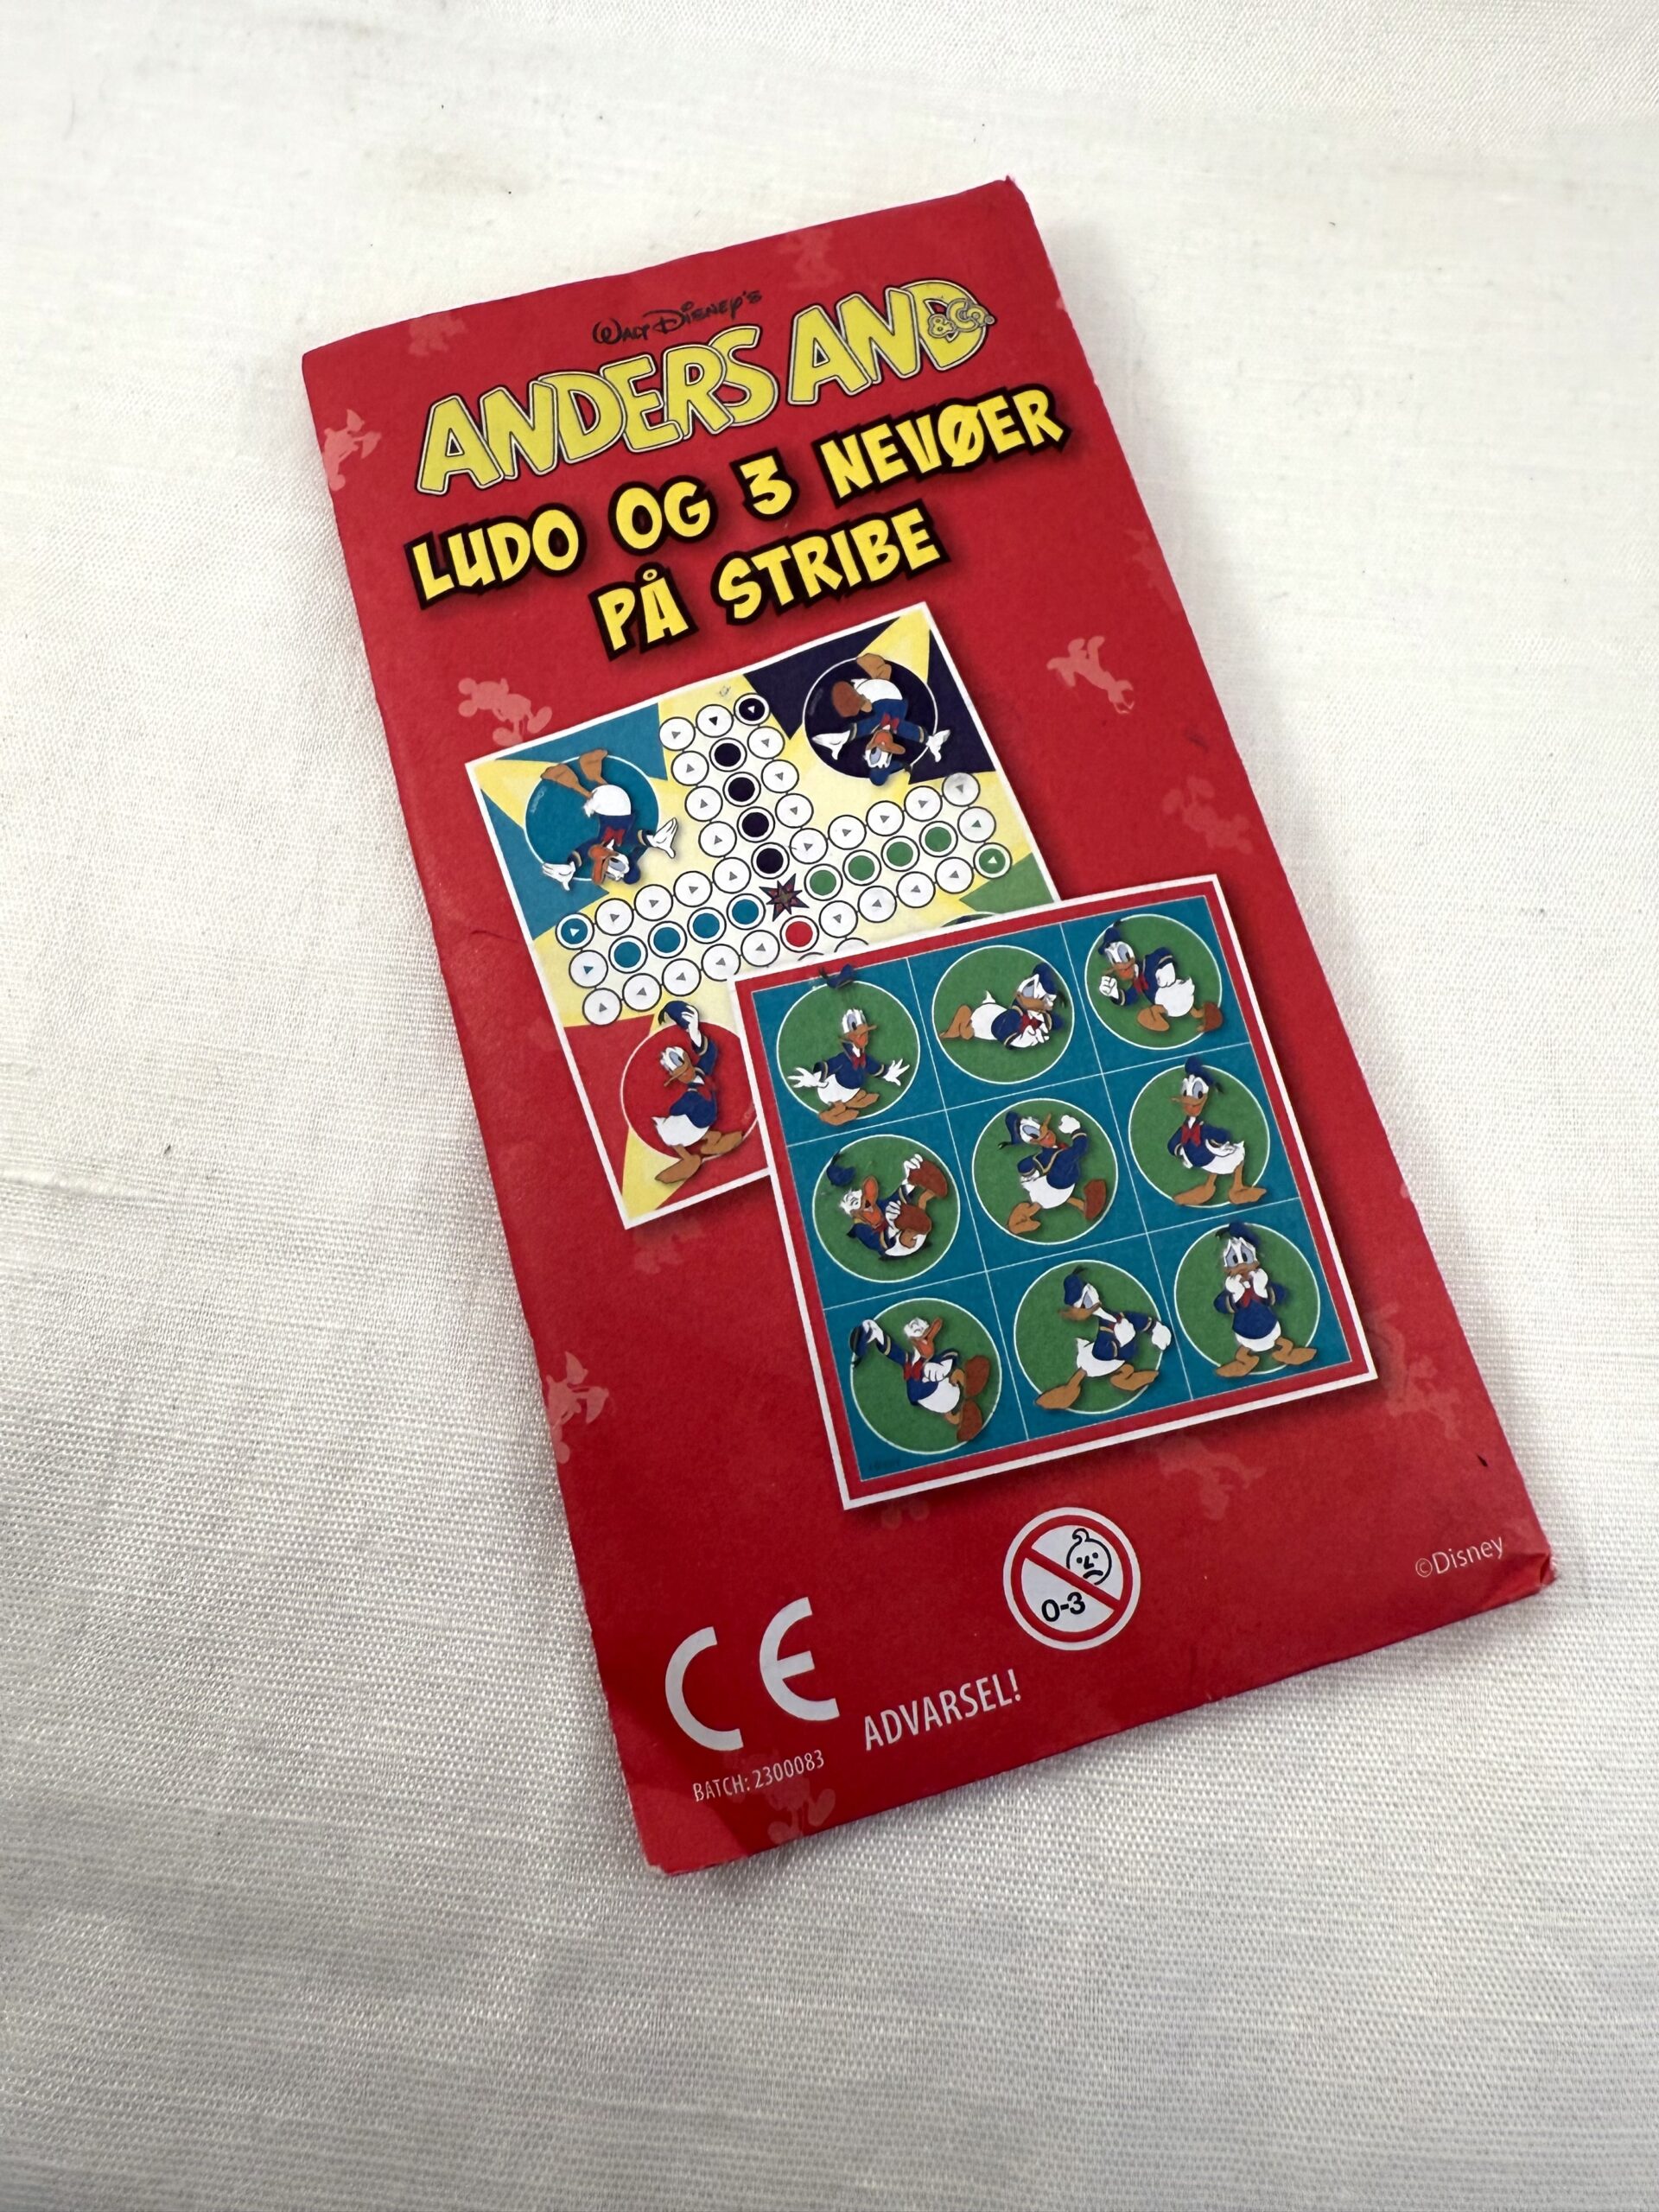 WALT DISNEY'S
ANDERS AND
&CO.
LUDO OG 3 NEVØER
PÅ STRIBE
0-3
©Disney
CE
ADVARSEL!
BATCH: 2300083